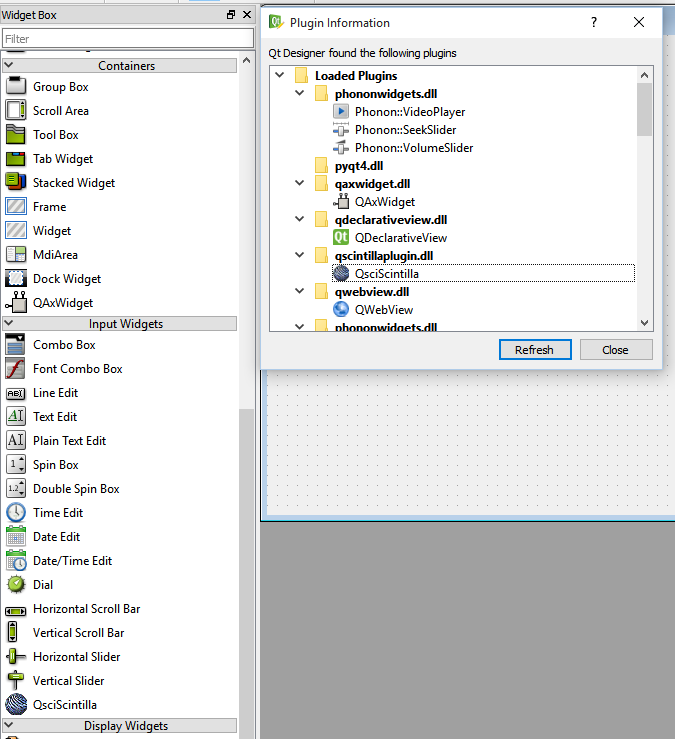 Widget Box
Filter
Containers
Group Box
Scroll Area
Tool Box
Tab Widget
Stacked Widget
Frame
Widget
MdiArea
Dock Widget
QAxWidget
Input Widgets
Combo Box
Font Combo Box
Line Edit
Text Edit
Plain Text Edit
Spin Box
Double Spin Box
Time Edit
Date Edit
Date/Time Edit
Dial
Horizontal Scroll Bar
Vertical Scroll Bar
Horizontal Slider
Vertical Slider
QsciScintilla
Display Widgets
Plugin Information
Qt Designer found the following plugins
Loaded Plugins
phononwidgets.dll
Phonon::VideoPlayer
Phonon::SeekSlider
Phonon::VolumeSlider
pyqt4.dll
qaxwidget.dll
QAxWidget
qdeclarativeview.dll
Qt QDeclarativeView
qscintillaplugin.dll
QsciScintilla
qwebview.dll
QWebView
phononwidgets.dll
Refresh Close